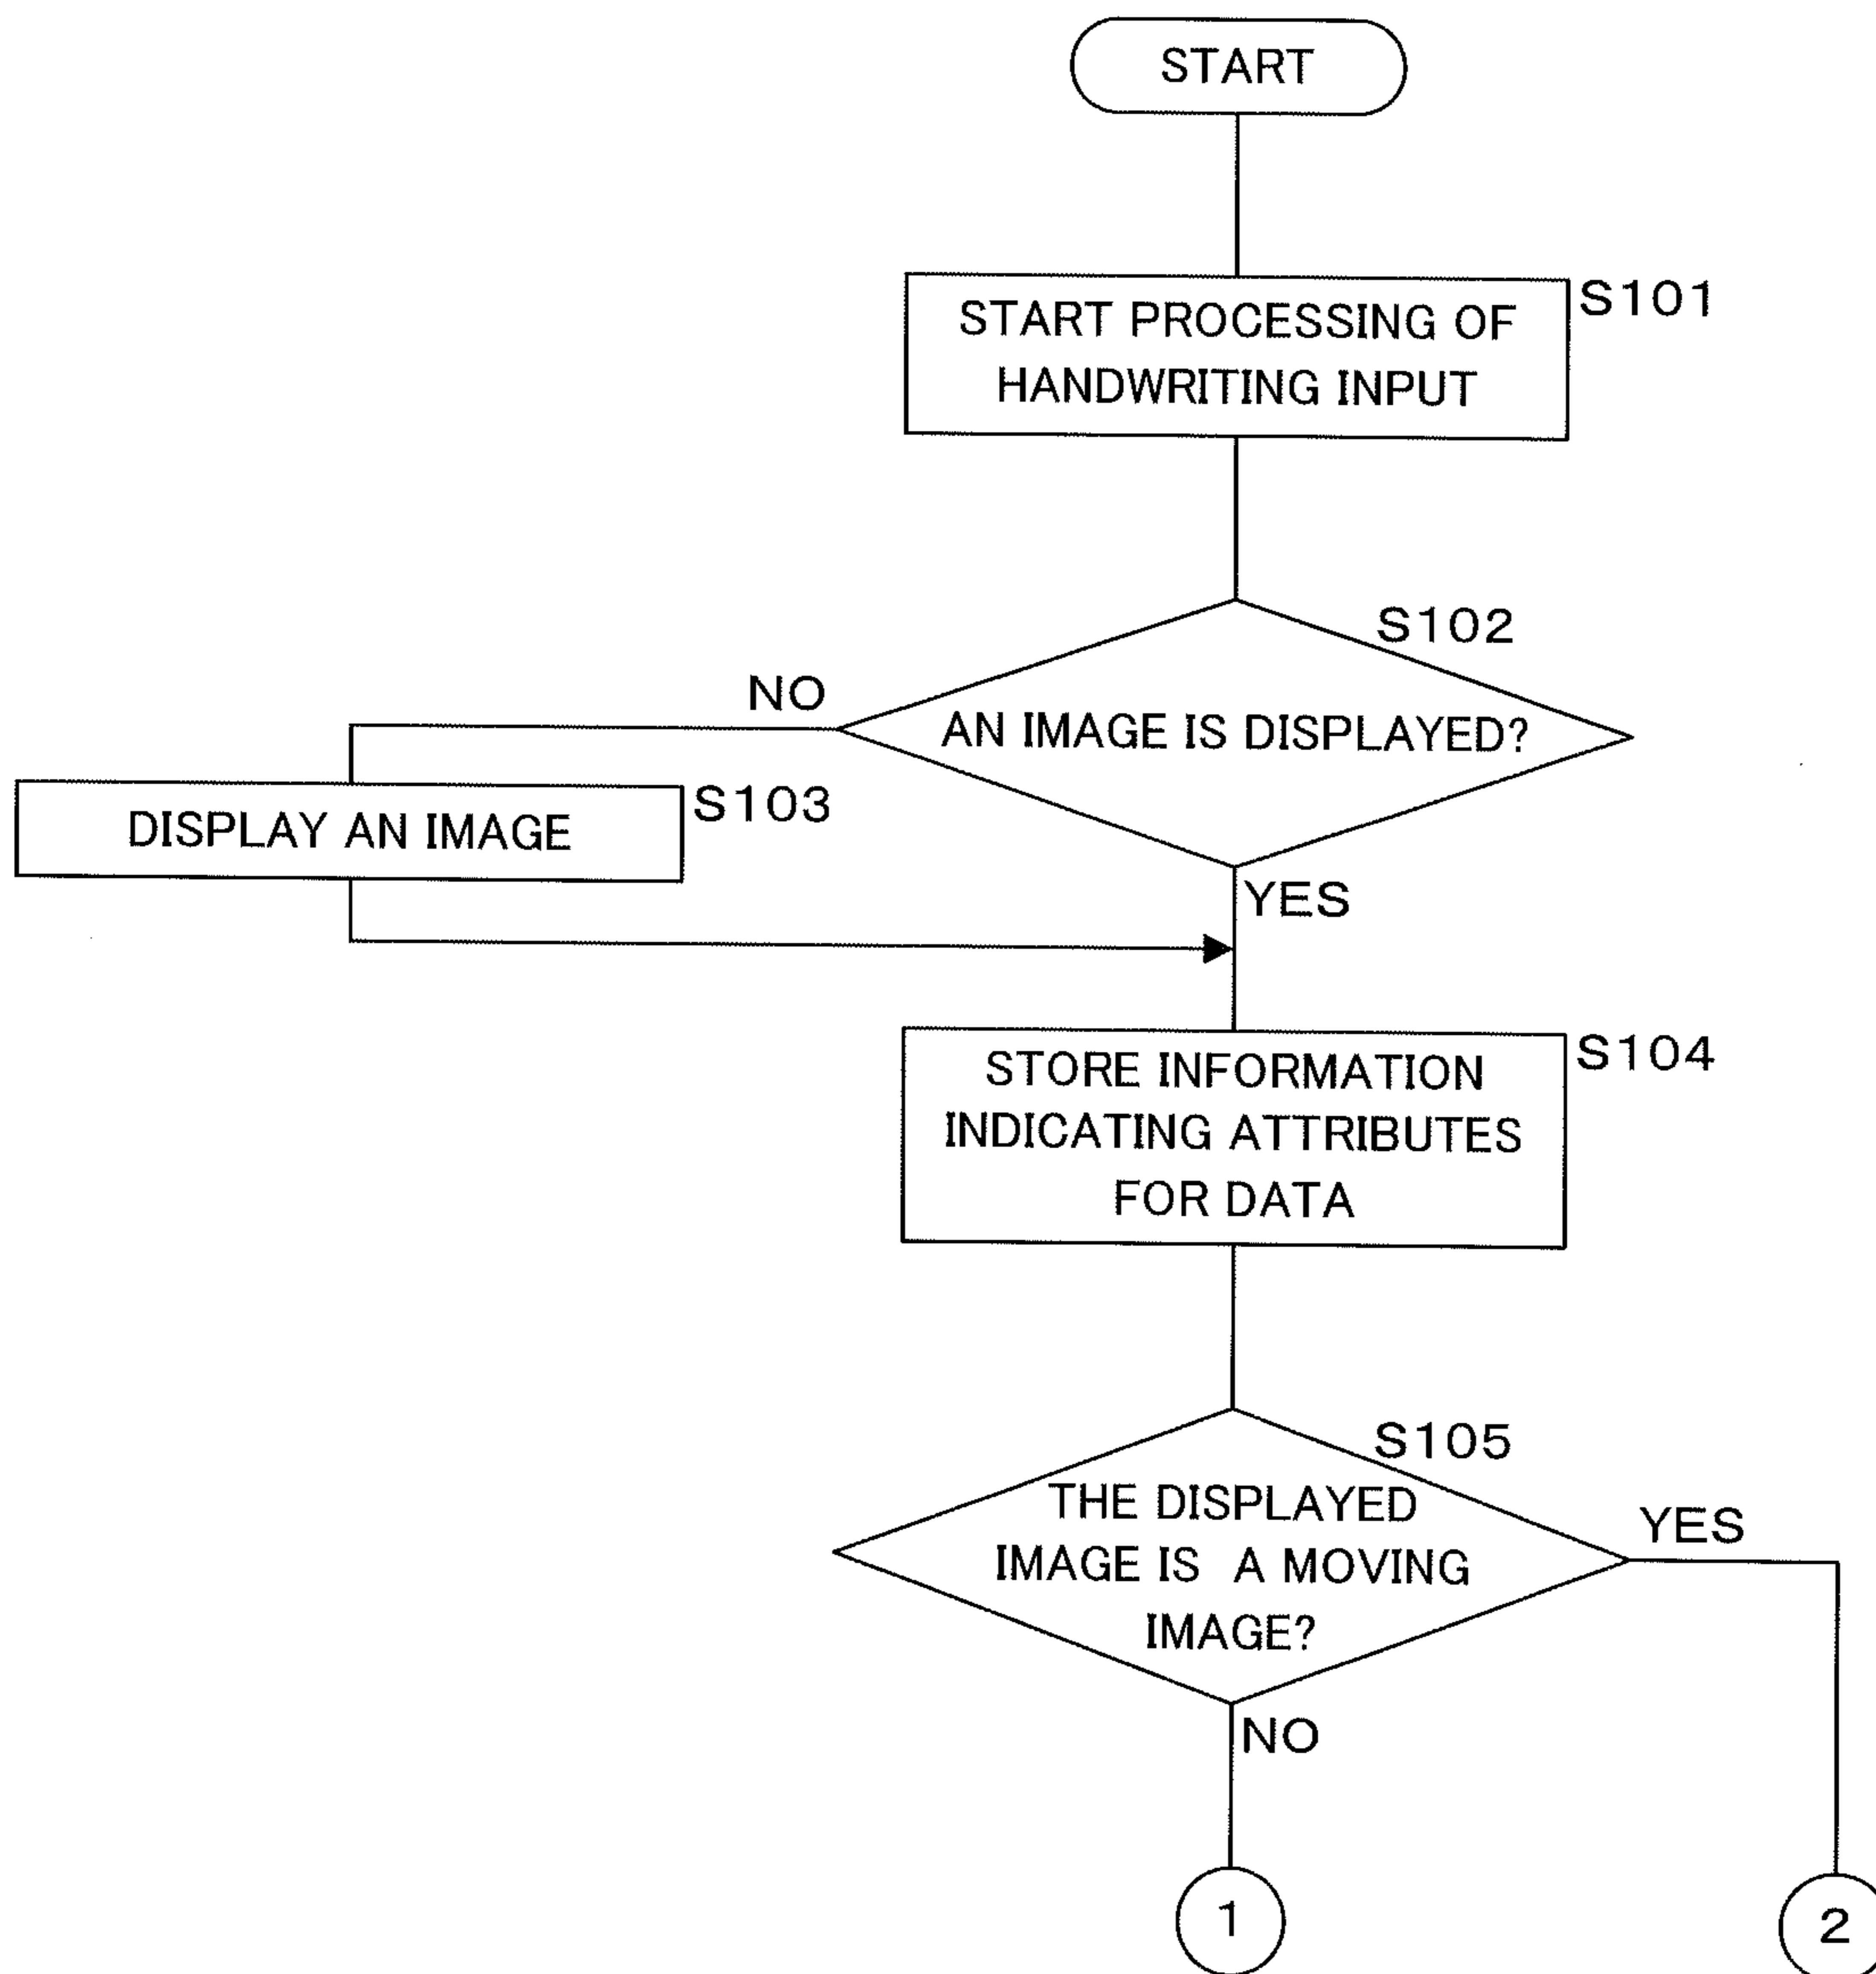 START
S101
START PROCESSING OF
HANDWRITING INPUT
S102
NO
AN IMAGE IS DISPLAYED?
S103
DISPLAY AN IMAGE
YES
S104
STORE INFORMATION
INDICATING ATTRIBUTES
FOR DATA
S105
THE DISPLAYED
IMAGE IS A MOVING
IMAGE?
YES
NO
1
2